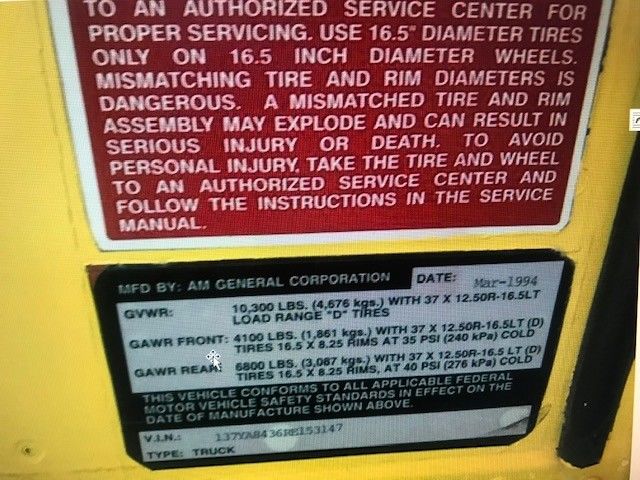 TO AN AUTHORIZED SERVICE CENTER FOR
PROPER SERVICING. USE 16.5" DIAMETER TIRES
ONLY ON 16.5 INCH DIAMETER WHEELS.
MISMATCHING TIRE AND RIM DIAMETERS IS
DANGEROUS. A MISMATCHED TIRE AND RIM
ASSEMBLY MAY EXPLODE AND CAN RESULT IN
SERIOUS INJURY OR DEATH. TO AVOID
PERSONAL INJURY, TAKE THE TIRE AND WHEEL
TO AN AUTHORIZED SERVICE CENTER AND
FOLLOW THE INSTRUCTIONS IN THE SERVICE
MANUAL.
MFD BY: AM GENERAL CORPORATION DATE: Mar-1994
GVWR: 10,300 LBS. (4,676 kgs.) WITH 37 X 12.50R-16.5LT
LOAD RANGE "D" TIRES
GAWR FRONT: 4100 LBS. (1,861 kgs.) WITH 37 X 12.50R-16.5LT (D)
TIRES 16.5 X 8.25 RIMS AT 35 PSI (240 kPa) COLD
GAWR REAR: 6800 LBS. (3,087 kgs.) WITH 37 X 12.50R-16.5 LT (D)
TIRES 16.5 X 8.25 RIMS, AT 40 PSI (276 kPa) COLD
THIS VEHICLE CONFORMS TO ALL APPLICABLE FEDERAL
MOTOR VEHICLE SAFETY STANDARDS IN EFFECT ON THE
DATE OF MANUFACTURE SHOWN ABOVE.
V.I.N.: 137YA8436RE153147
TYPE: TRUCK